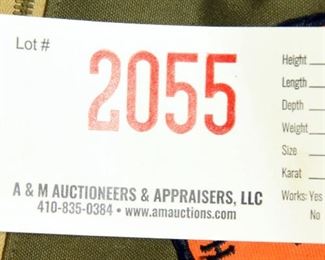 Lot #
2055
Height
Length
Depth
Weight
Size
Karat
Works: Yes
No
A & M AUCTIONEERS & APPRAISERS, LLC
410-835-0384 • www.amauctions.com